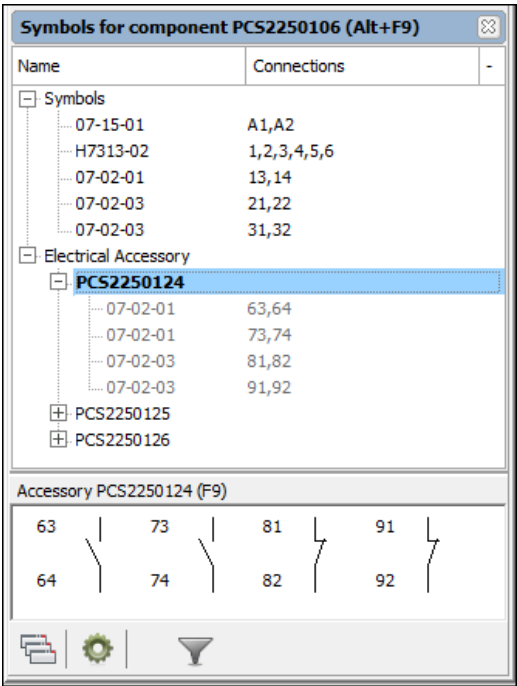 Symbols for component PCS2250106 (Alt+F9)
Name Connections -
Symbols
07-15-01 A1,A2
H7313-02 1,2,3,4,5,6
07-02-01 13,14
07-02-03 21,22
07-02-03 31,32
Electrical Accessory
PCS2250124
07-02-01 63,64
07-02-01 73,74
07-02-03 81,82
07-02-03 91,92
PCS2250125
PCS2250126
Accessory PCS2250124 (F9)
63 73 81 91
64 74 82 92